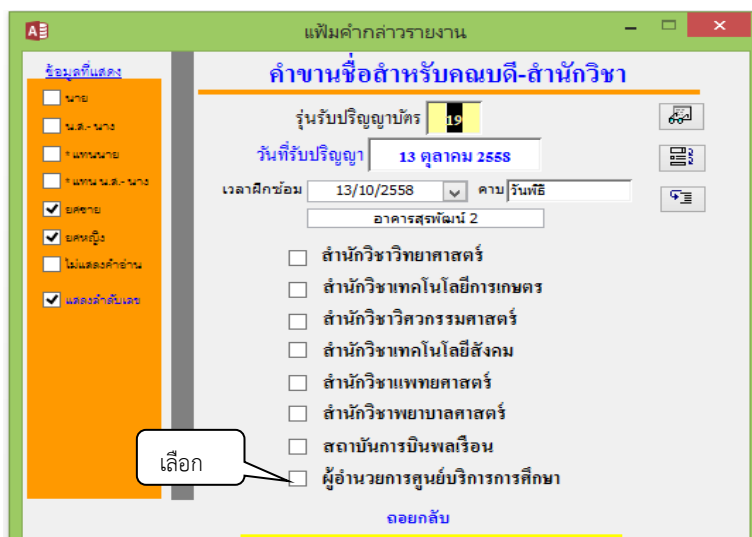 แฟ้มคำกล่าวรายงาน
ข้อมูลที่แสดง
นาย
น.ส.- นาง
* แทนนาย
* แทน น.ส.- นาง
ยศชาย
ยศหญิง
ไม่แสดงคำอ่าน
แสดงลำดับเลข
คำขานชื่อสำหรับคณบดี-สำนักวิชา
รุ่นรับปริญญาบัตร 19
วันที่รับปริญญา 13 ตุลาคม 2558
เวลาฝึกซ้อม 13/10/2558 คาบ วันพิธี
อาคารสุรพัฒน์ 2
สำนักวิชาวิทยาศาสตร์
สำนักวิชาเทคโนโลยีการเกษตร
สำนักวิชาวิศวกรรมศาสตร์
สำนักวิชาเทคโนโลยีสังคม
สำนักวิชาแพทยศาสตร์
สำนักวิชาพยาบาลศาสตร์
สถาบันการบินพลเรือน
ผู้อำนวยการศูนย์บริการการศึกษา
เลือก
ถอยกลับ